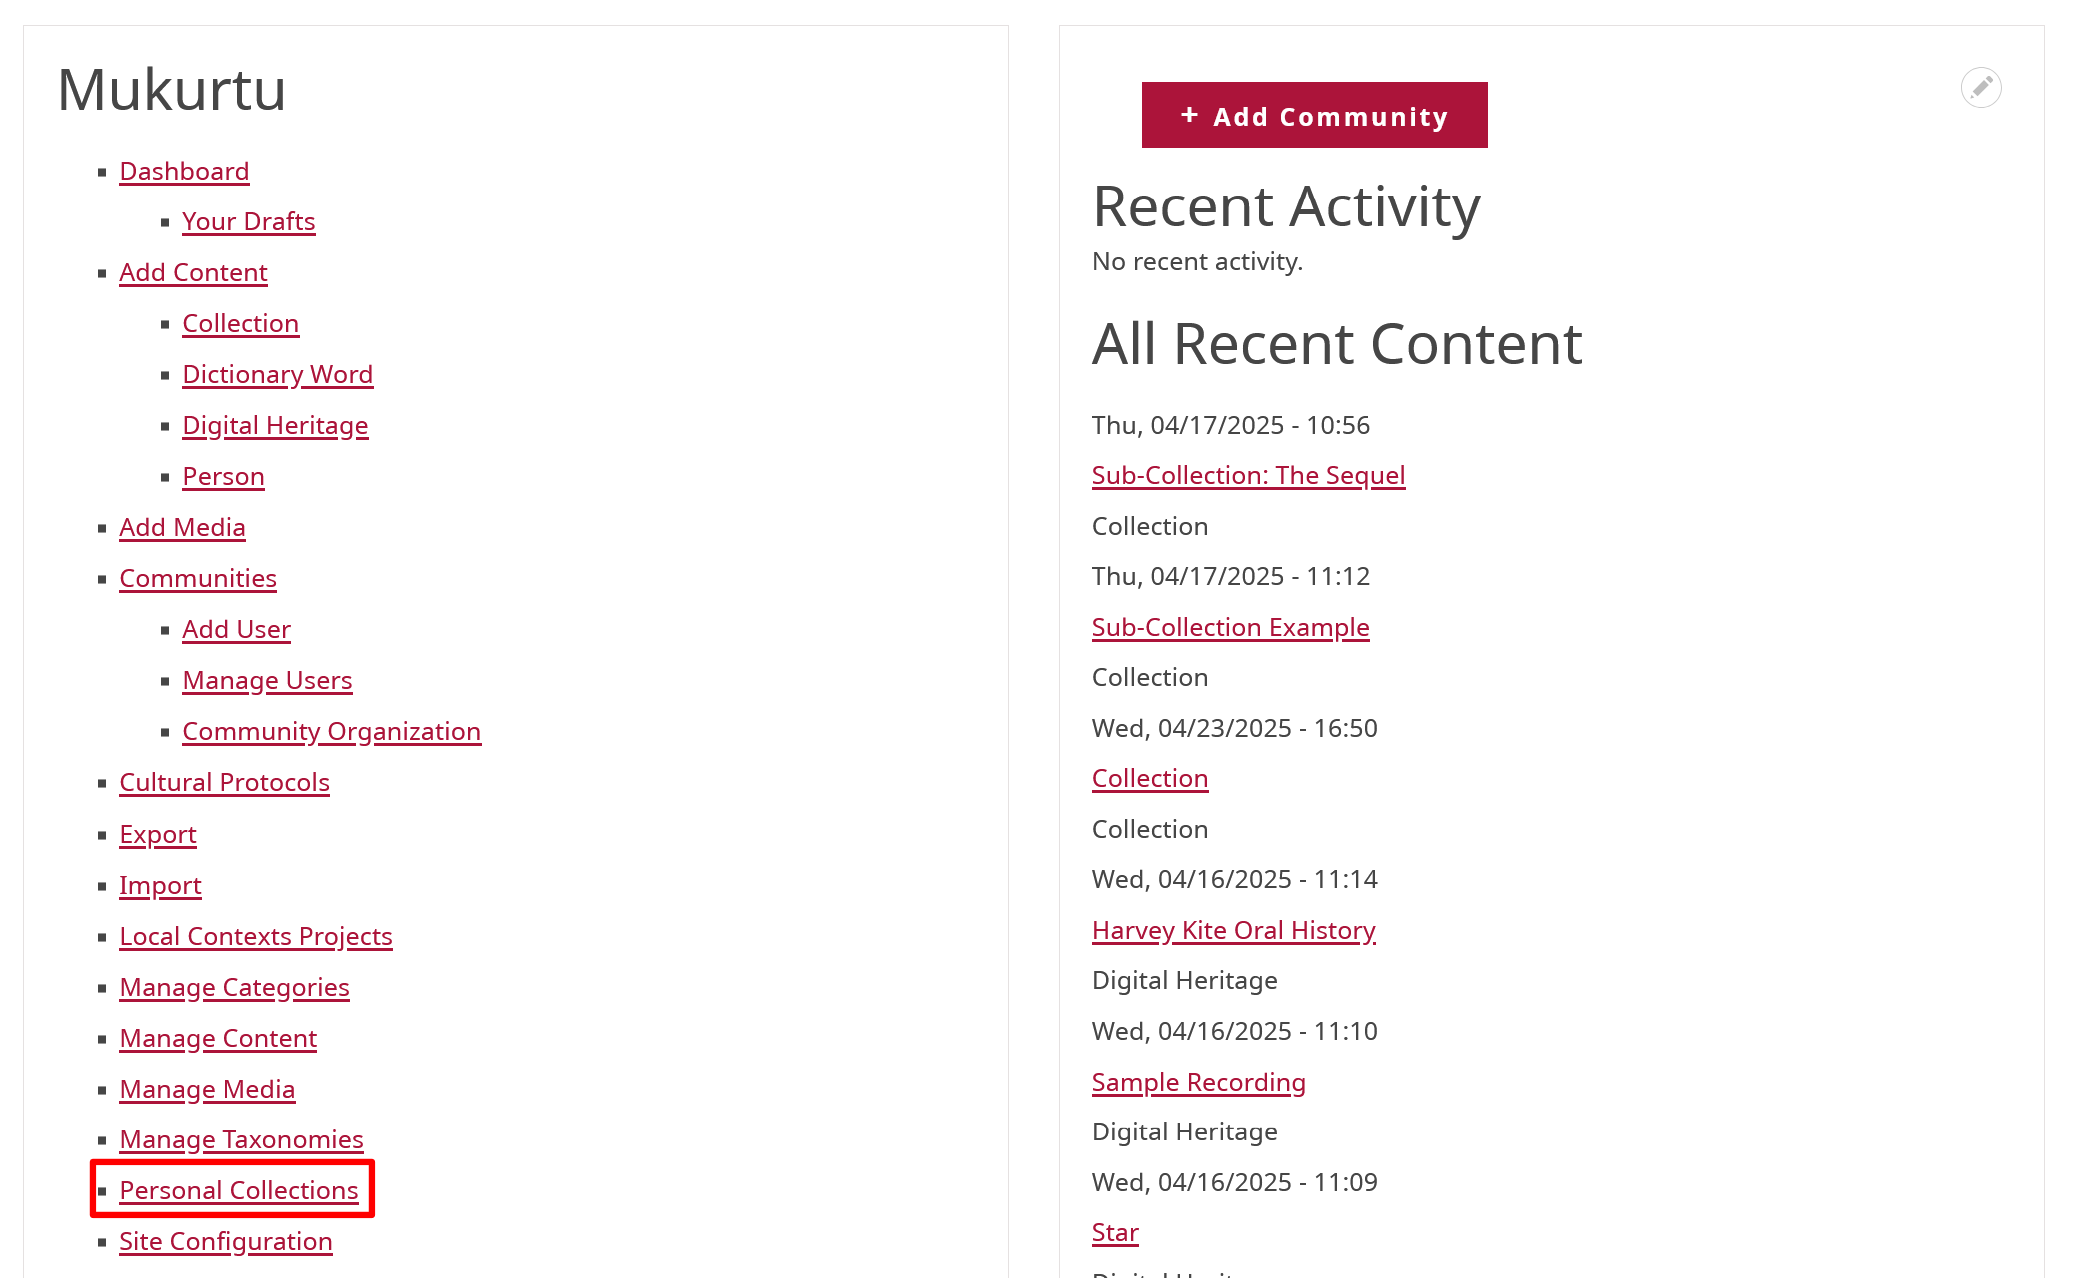 Mukurtu
Dashboard
Your Drafts
Add Content
Collection
Dictionary Word
Digital Heritage
Person
Add Media
Communities
Add User
Manage Users
Community Organization
Cultural Protocols
Export
Import
Local Contexts Projects
Manage Categories
Manage Content
Manage Media
Manage Taxonomies
Personal Collections
Site Configuration
+ Add Community
Recent Activity
No recent activity.
All Recent Content
Thu, 04/17/2025 - 10:56
Sub-Collection: The Sequel
Collection
Thu, 04/17/2025 - 11:12
Sub-Collection Example
Collection
Wed, 04/23/2025 - 16:50
Collection
Collection
Wed, 04/16/2025 - 11:14
Harvey Kite Oral History
Digital Heritage
Wed, 04/16/2025 - 11:10
Sample Recording
Digital Heritage
Wed, 04/16/2025 - 11:09
Star